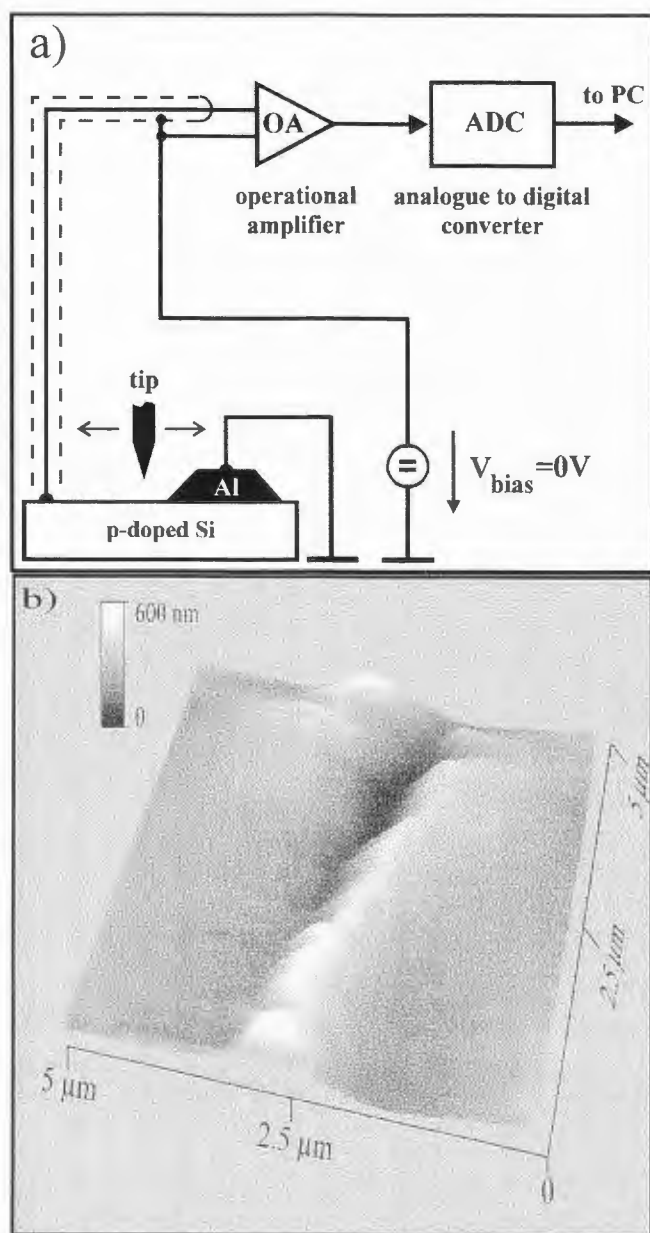 a)
OA
ADC
to PC
operational
amplifier
analogue to digital
converter
tip
Al
p-doped Si
=
V_bias=0V
b)
600 nm
0
5 µm
2.5 µm
0
2.5 µm
5 µm